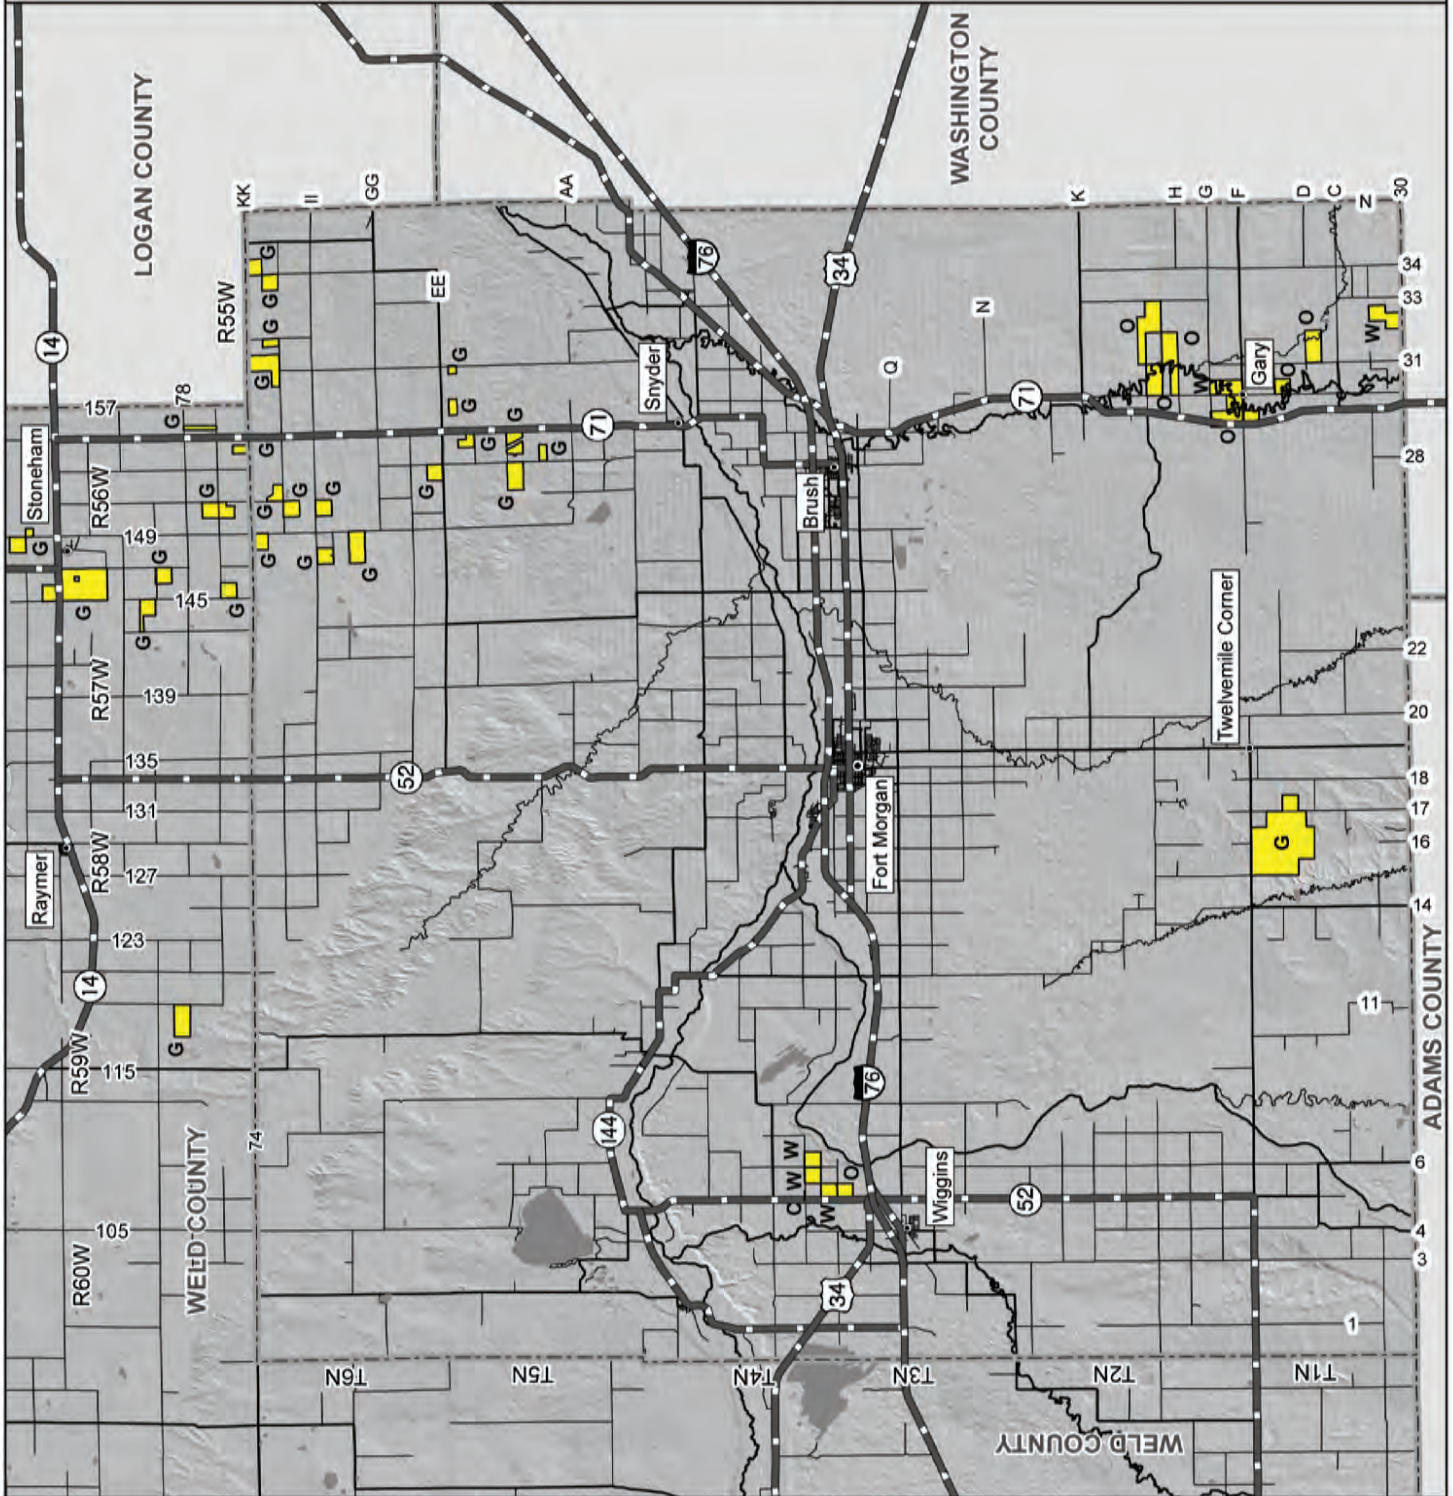 LOGAN COUNTY
WASHINGTON
COUNTY
KK
II
GG
AA
K
H
G
F
D
C
Z
30
14
R55W
76
34
EE
N
34
33
G
G
G
G
G
G
G
G
G
G
Snyder
Q
O
O
O
O
W
W
Gary
31
Stoneham
157
78
G
71
71
O
O
28
R56W
G
G
G
G
G
G
Brush
149
G
G
G
G
G
145
G
G
G
Twelvemile Corner
22
R57W
139
20
135
52
18
131
17
Raymer
R58W
127
Fort Morgan
G
16
123
14
14
G
11
R59W
115
76
144
74
WELD COUNTY
W
W
O
O
W
Wiggins
52
6
ADAMS COUNTY
105
4
3
R60W
34
1
T6N
T5N
T4N
T3N
T2N
T1N
WELD COUNTY